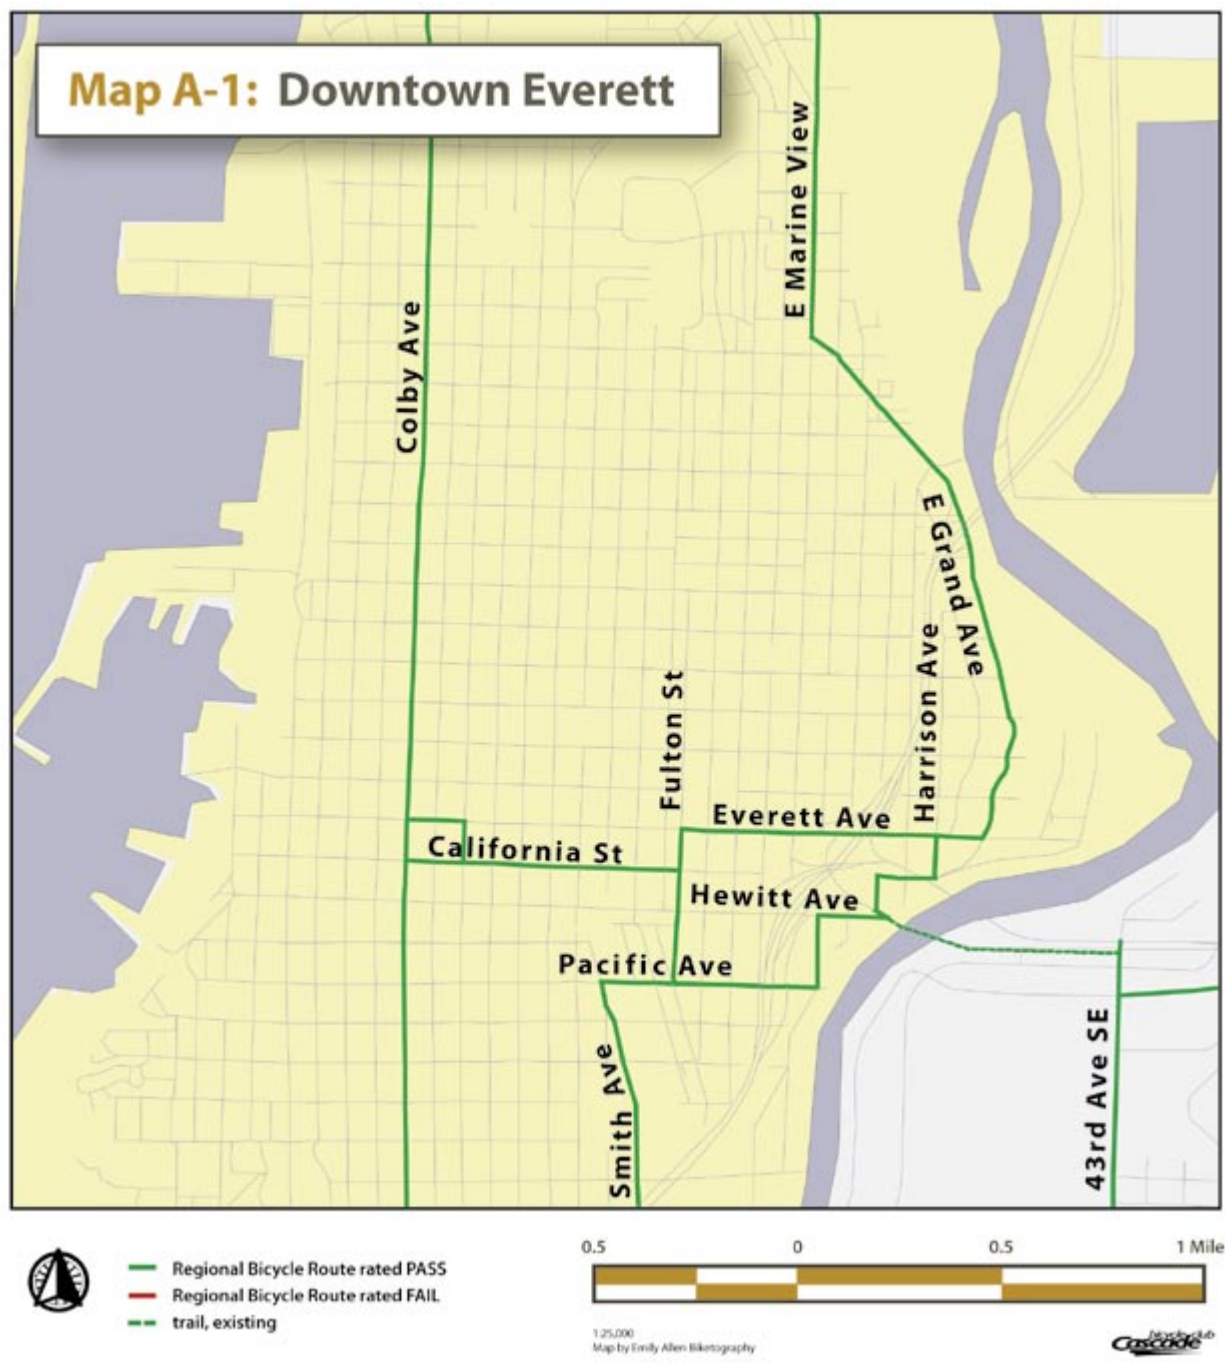 Map A-1: Downtown Everett
E Marine View
Colby Ave
E Grand Ave
Harrison Ave
Fulton St
Everett Ave
California St
Hewitt Ave
Pacific Ave
Smith Ave
43rd Ave SE
Regional Bicycle Route rated PASS
Regional Bicycle Route rated FAIL
trail, existing
0.5 0 0.5 1 Mile
1:25,000
Map by Emily Allen Biketography
bicycle club
Cascade